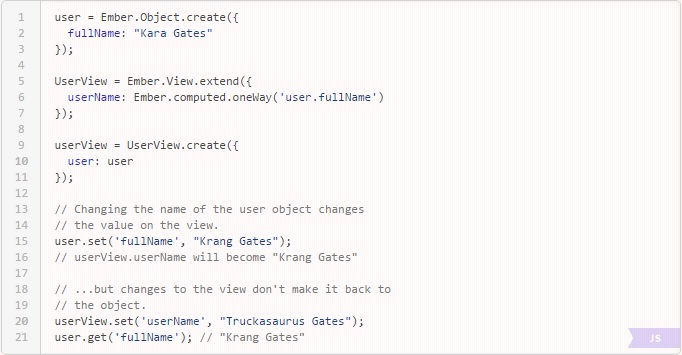 1 user = Ember.Object.create({
2   fullName: "Kara Gates"
3 });
4
5 UserView = Ember.View.extend({
6   userName: Ember.computed.oneWay('user.fullName')
7 });
8
9 userView = UserView.create({
10   user: user
11 });
12
13 // Changing the name of the user object changes
14 // the value on the view.
15 user.set('fullName', "Krang Gates");
16 // userView.userName will become "Krang Gates"
17
18 // ...but changes to the view don't make it back to
19 // the object.
20 userView.set('userName', "Truckasaurus Gates");
21 user.get('fullName'); // "Krang Gates"
JS